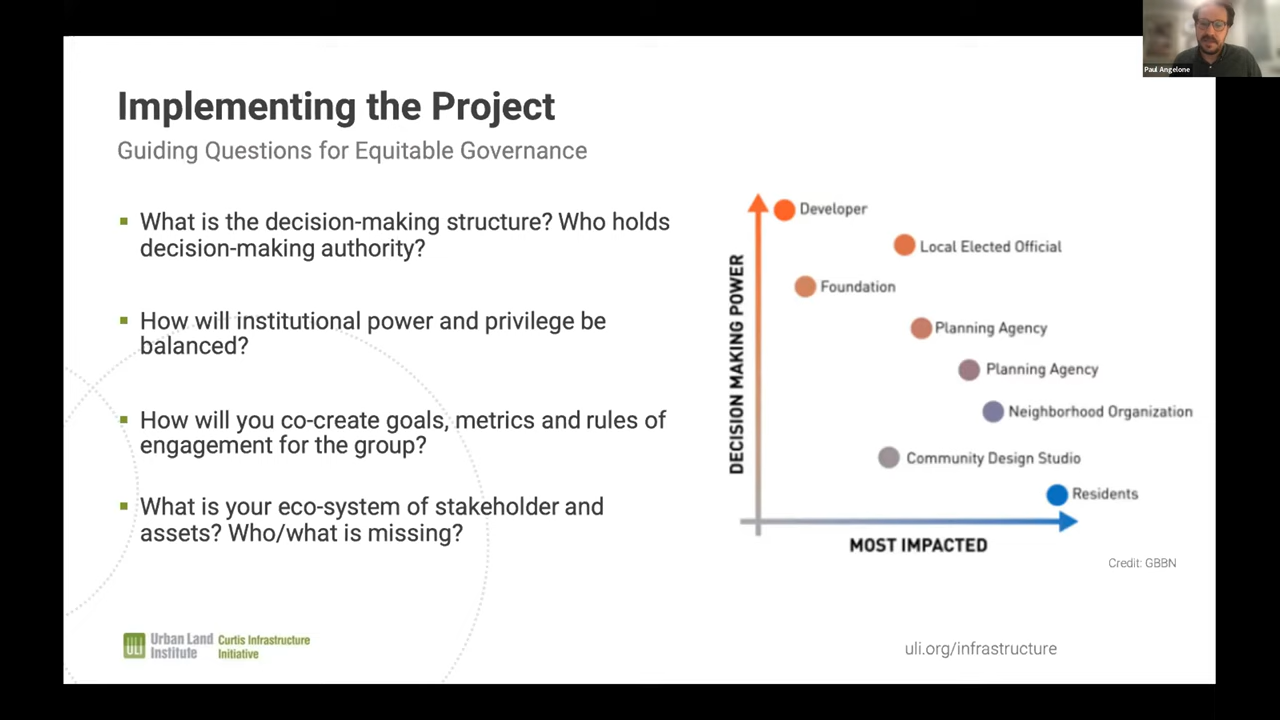 Paul Angelone
Implementing the Project
Guiding Questions for Equitable Governance
What is the decision-making structure? Who holds
decision-making authority?
How will institutional power and privilege be
balanced?
How will you co-create goals, metrics and rules of
engagement for the group?
What is your eco-system of stakeholder and
assets? Who/what is missing?
DECISION MAKING POWER
Developer
Local Elected Official
Foundation
Planning Agency
Planning Agency
Neighborhood Organization
Community Design Studio
Residents
MOST IMPACTED
Credit: GBBN
ULI
Urban Land
Institute
Curtis Infrastructure
Initiative
uli.org/infrastructure